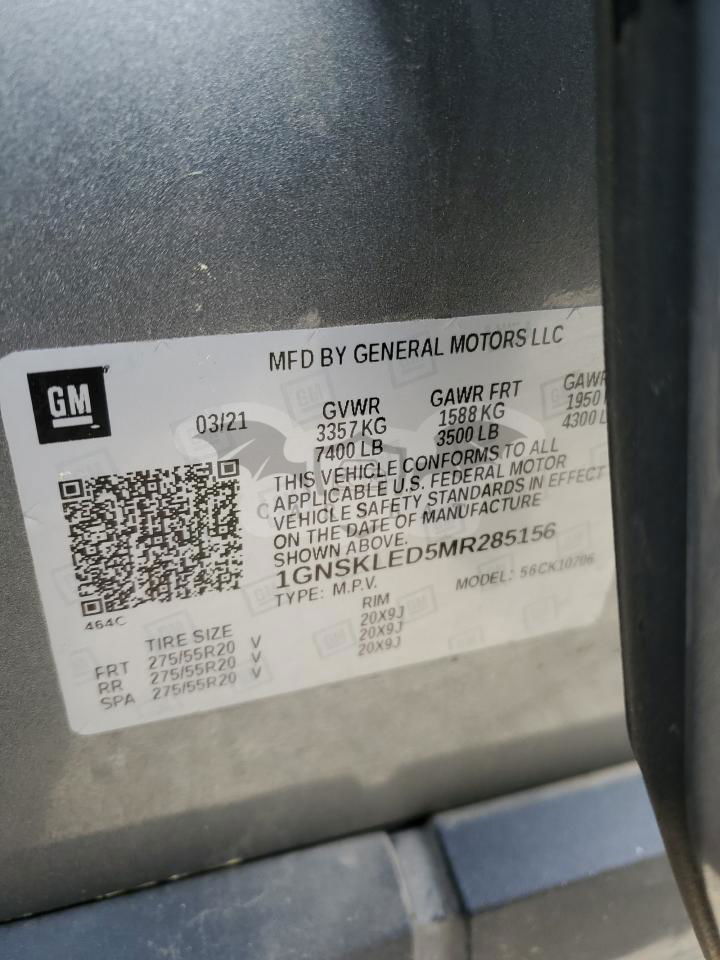 MFD BY GENERAL MOTORS LLC
GM
03/21
GVWR GAWR FRT GAWR
3357 KG 1588 KG 1950
7400 LB 3500 LB 4300 L
THIS VEHICLE CONFORMS TO ALL
APPLICABLE U.S. FEDERAL MOTOR
VEHICLE SAFETY STANDARDS IN EFFECT
ON THE DATE OF MANUFACTURE
SHOWN ABOVE.
1GNSKLED5MR285156
TYPE: M.P.V. MODEL: 56CK10706
464C
TIRE SIZE RIM
FRT 275/55R20 V 20X9J
RR 275/55R20 V 20X9J
SPA 275/55R20 V 20X9J